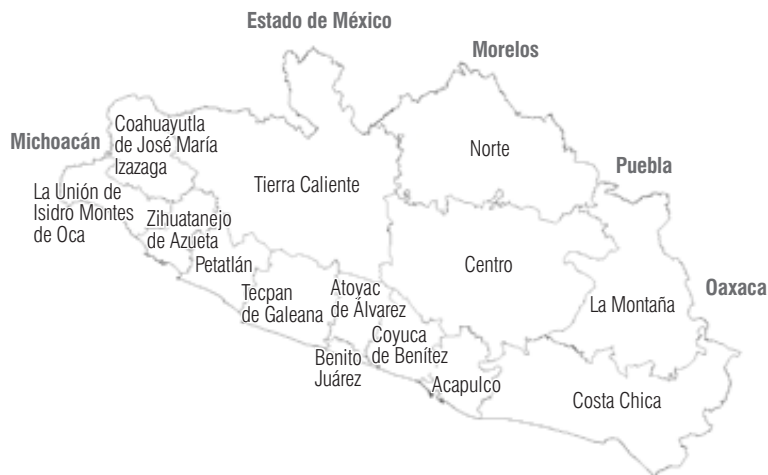 Estado de México
Morelos
Michoacán
Coahuayutla
de José María
Izazaga
Norte
Puebla
La Unión de
Isidro Montes
de Oca
Tierra Caliente
Zihuatanejo
de Azueta
Petatlán
Centro
Tecpan
de Galeana
Atoyac
de Álvarez
La Montaña
Oaxaca
Benito
Juárez
Coyuca
de Benítez
Acapulco
Costa Chica